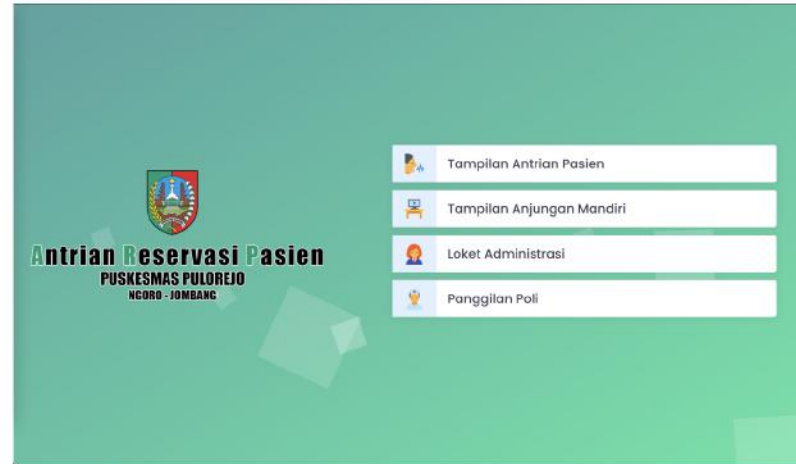 Antrian Reservasi Pasien
PUSKESMAS PULOREJO
NGORO - JOMBANG
Tampilan Antrian Pasien
Tampilan Anjungan Mandiri
Loket Administrasi
Panggilan Poli